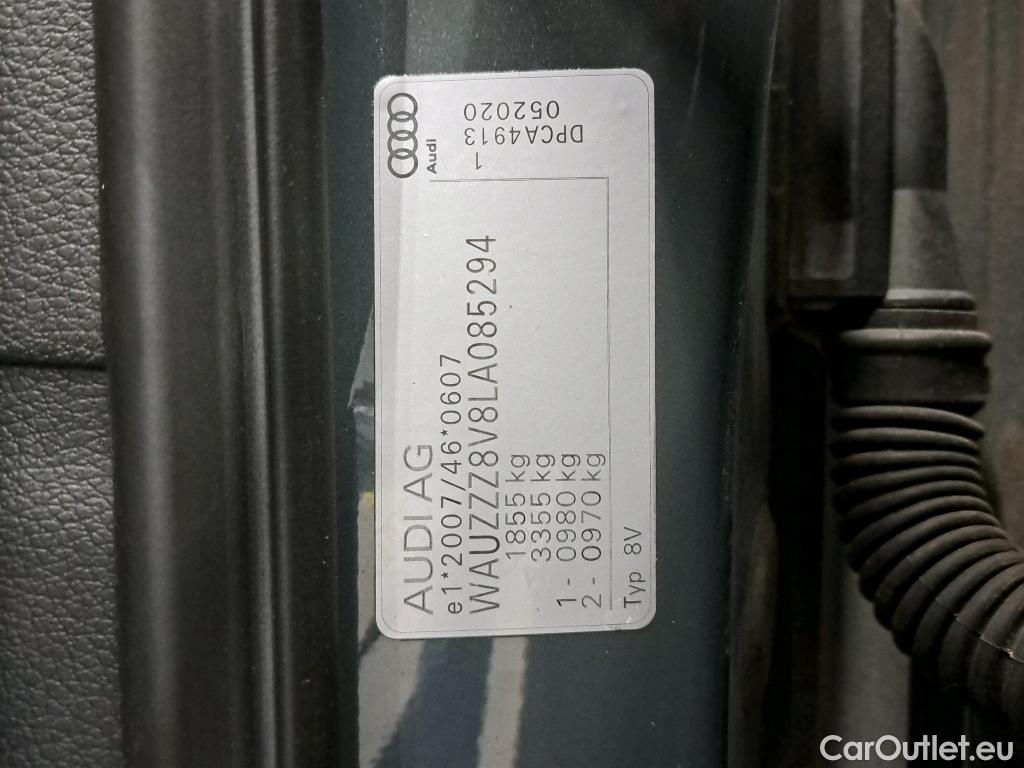 AUDI AG
e1*2007/46*0607
WAUZZZ8V8LA085294
1855 kg
3355 kg
1 - 0980 kg
2 - 0970 kg
Typ 8V
Audi
1
DPCA4913
052020
CarOutlet.eu